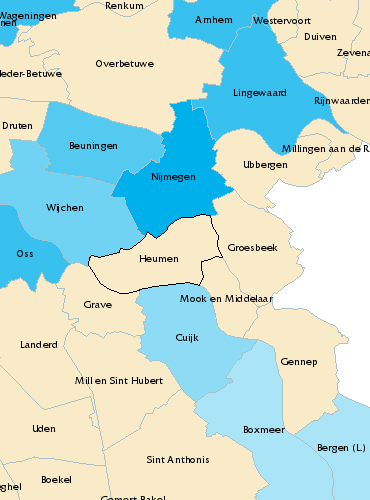 Renkum
Wageningen
Arnhem
Westervoort
nen
Duiven
Zevena
Overbetuwe
eder-Betuwe
Lingewaard
Rijnwaarden
Druten
Beuningen
Millingen aan de R
Ubbergen
Nijmegen
Wijchen
Groesbeek
Oss
Heumen
Mook en Middelaar
Grave
Cuijk
Landerd
Gennep
Mill en Sint Hubert
Uden
Boxmeer
Bergen (L.)
Sint Anthonis
Boekel
ghel
Gemert-Bakel